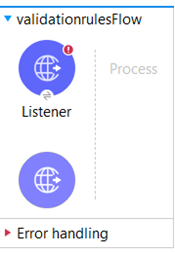 validationrulesFlow
Process
Listener
Error handling